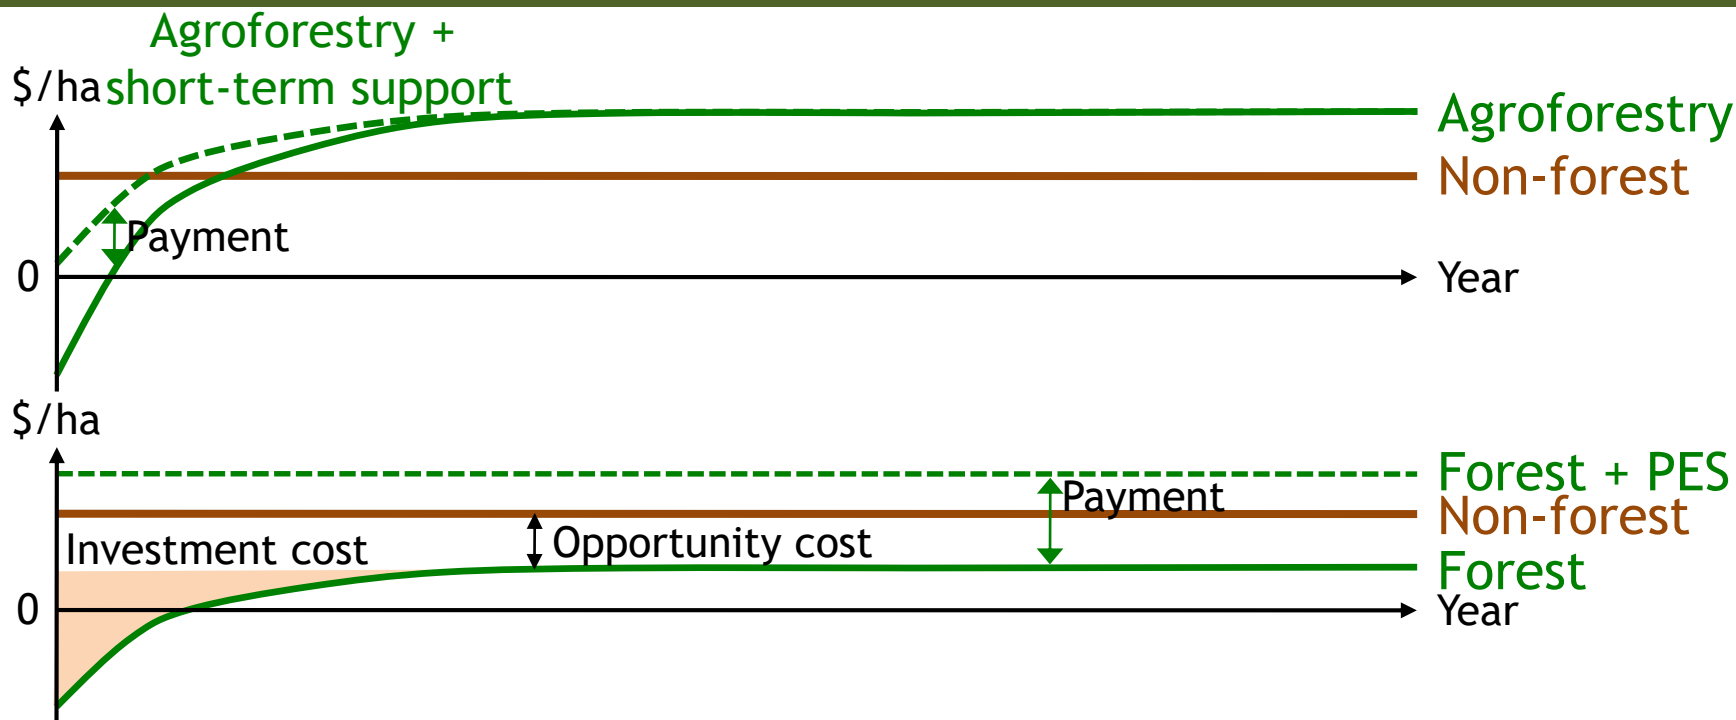 Agroforestry +
short-term support
$/ha
Agroforestry
Non-forest
Payment
0
Year
$/ha
Forest + PES
Payment
Non-forest
Investment cost
Opportunity cost
Forest
0
Year